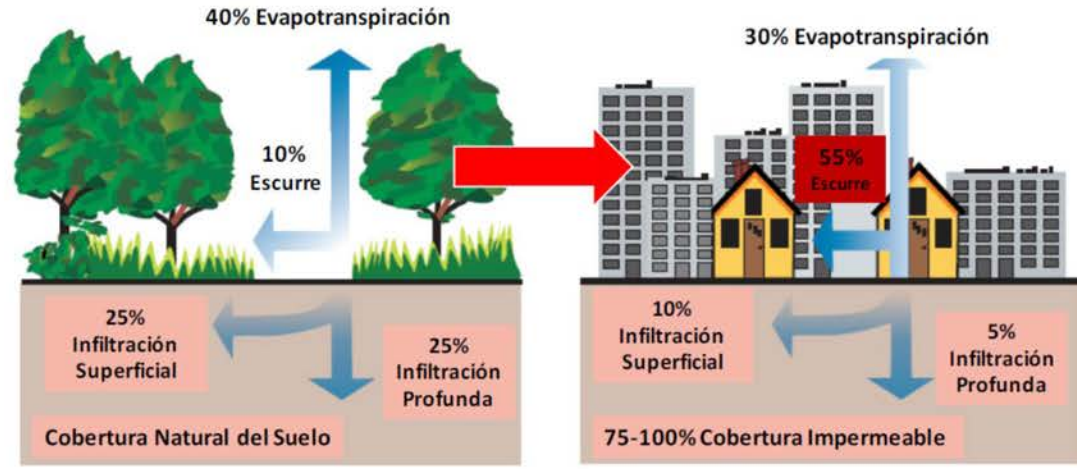 40% Evapotranspiración
10%
Escurre
25%
Infiltración
Superficial
25%
Infiltración
Profunda
Cobertura Natural del Suelo
30% Evapotranspiración
55%
Escurre
10%
Infiltración
Superficial
5%
Infiltración
Profunda
75-100% Cobertura Impermeable